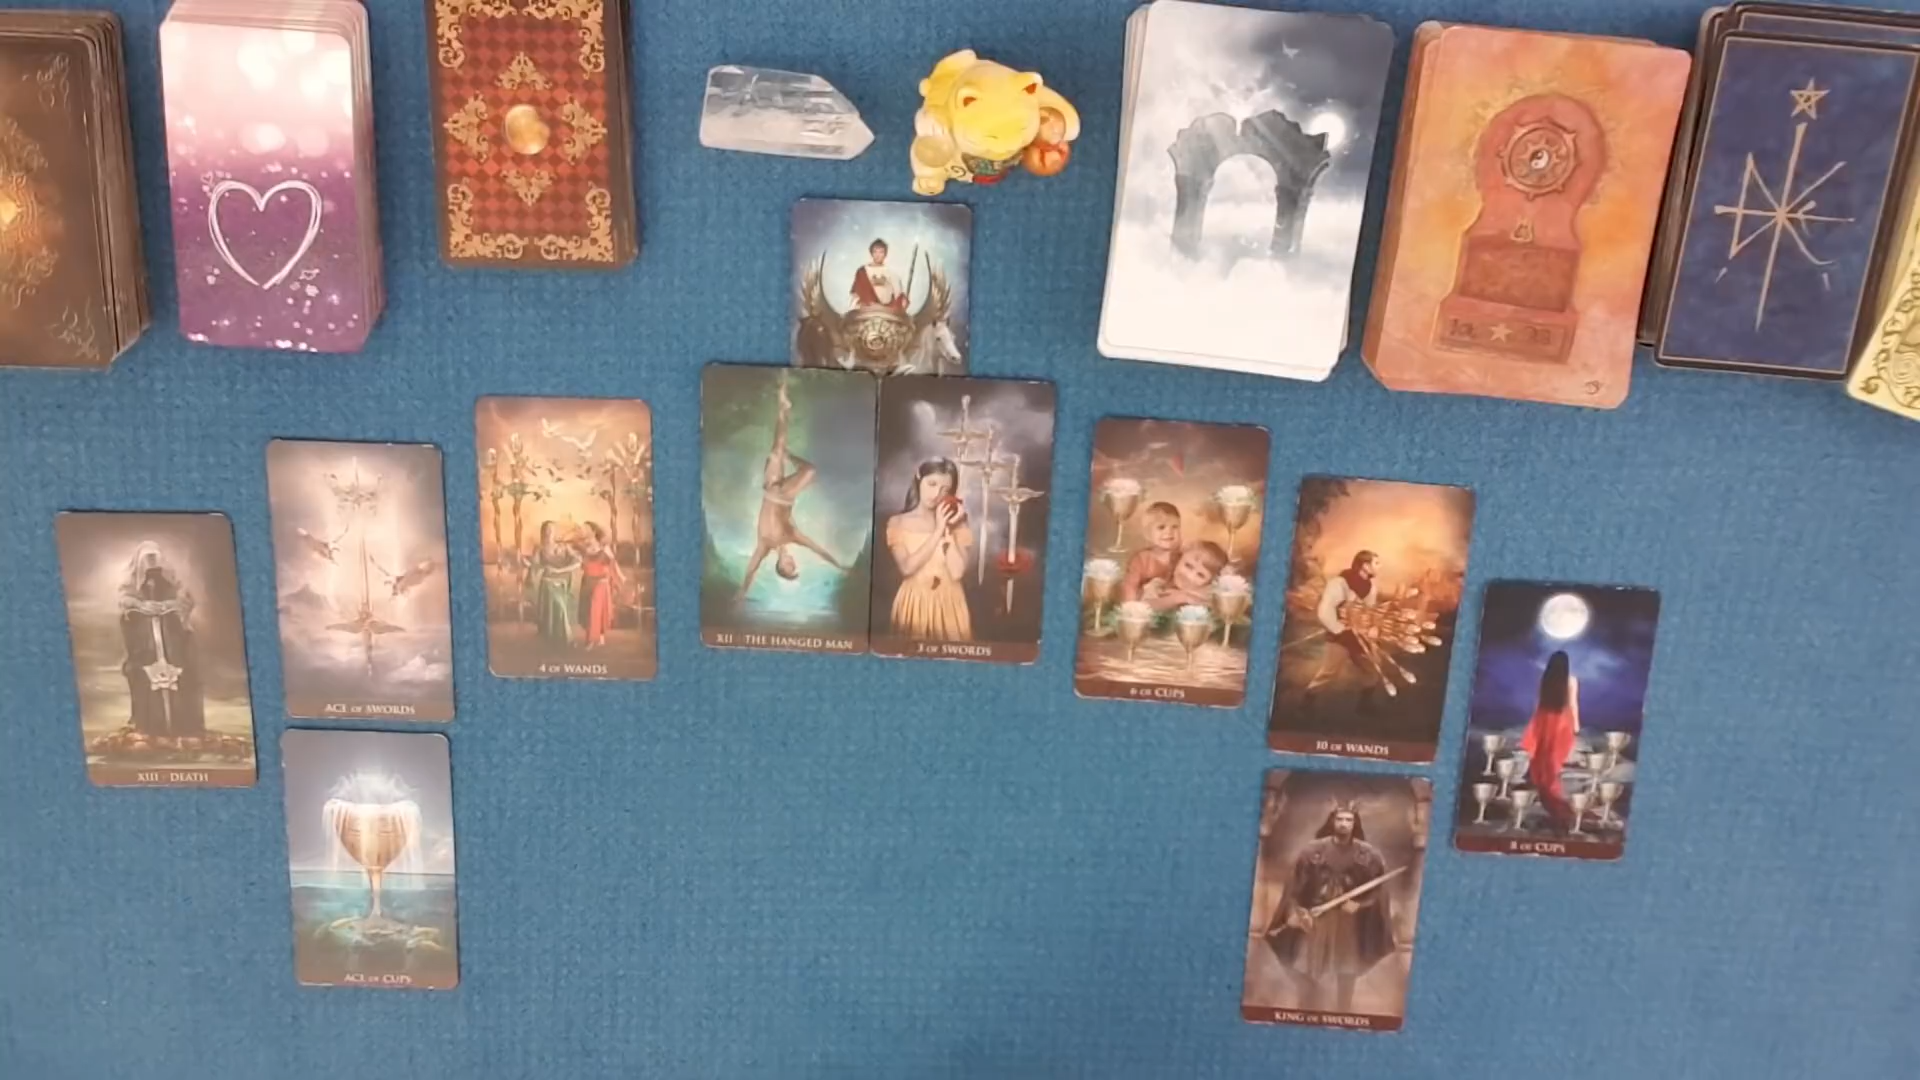 XII · THE HANGED MAN
3 OF SWORDS
4 OF WANDS
6 OF CUPS
ACE OF SWORDS
10 OF WANDS
XIII · DEATH
8 OF CUPS
ACE OF CUPS
KING OF SWORDS